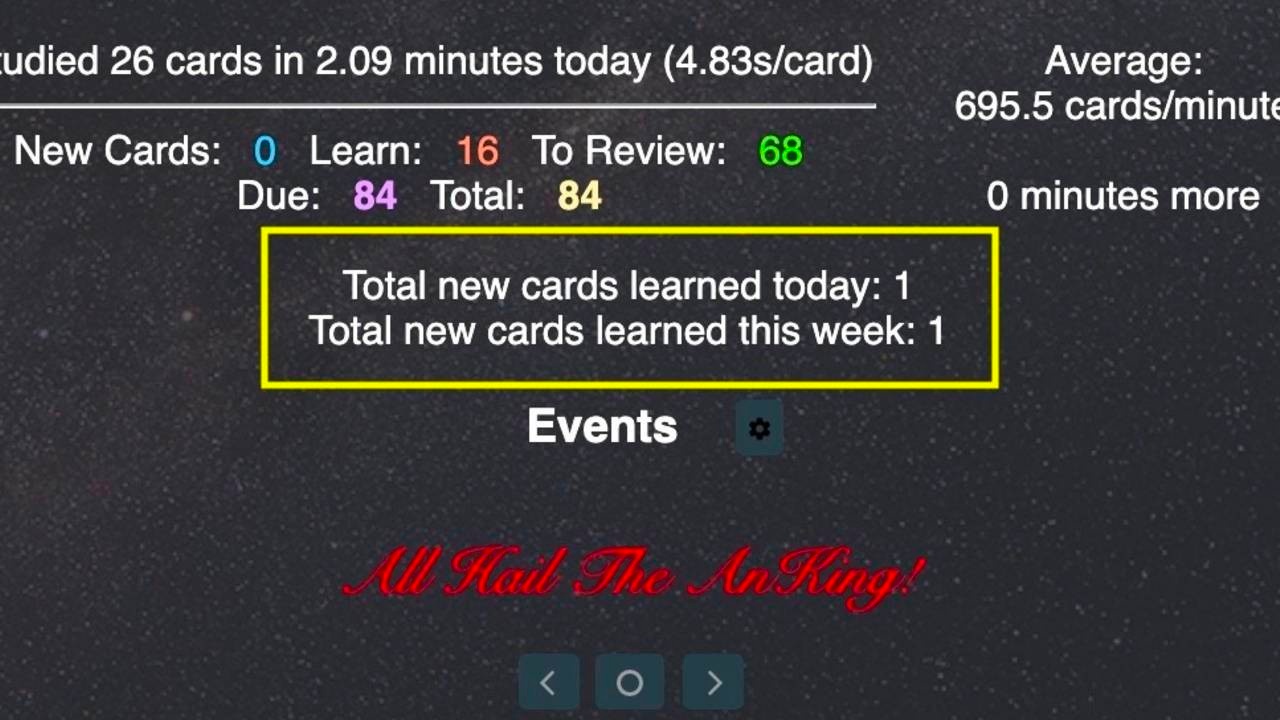 tudied 26 cards in 2.09 minutes today (4.83s/card)
Average:
695.5 cards/minute
New Cards: 0 Learn: 16 To Review: 68
Due: 84 Total: 84
0 minutes more
Total new cards learned today: 1
Total new cards learned this week: 1
Events
All Hail The AnKing!